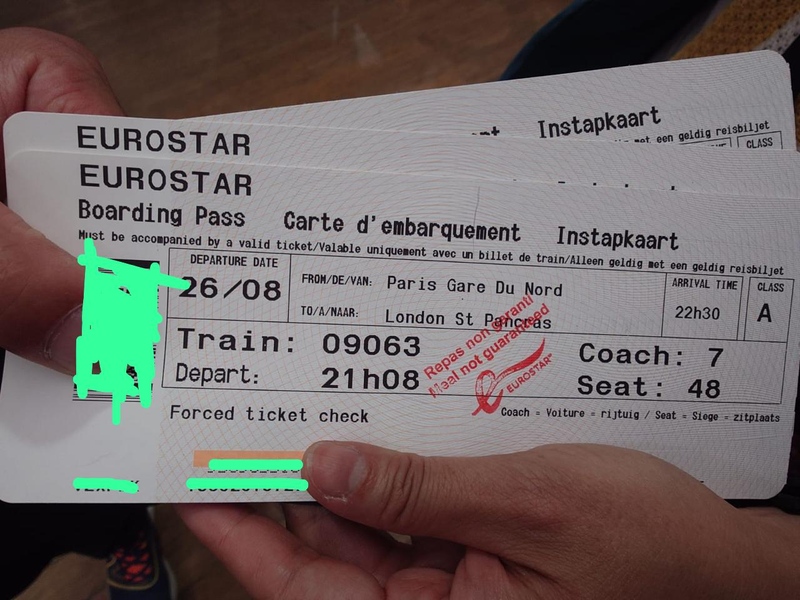 Instapkaart
met een geldig reisbiljet
CLASS
EUROSTAR
EUROSTAR
Boarding Pass Carte d'embarquement Instapkaart
Must be accompanied by a valid ticket/Valable uniquement avec un billet de train/Alleen geldig met een geldig reisbiljet
DEPARTURE DATE
26/08
FROM/DE/VAN: Paris Gare Du Nord
TO/A/NAAR: London St Pancras
ARRIVAL TIME
22h30
CLASS
A
Train: 09063
Depart: 21h08
Repas non garanti
Meal not guaranteed
EUROSTAR
Coach: 7
Seat: 48
Forced ticket check
Coach = Voiture = rijtuig / Seat = Siege = zitplaats